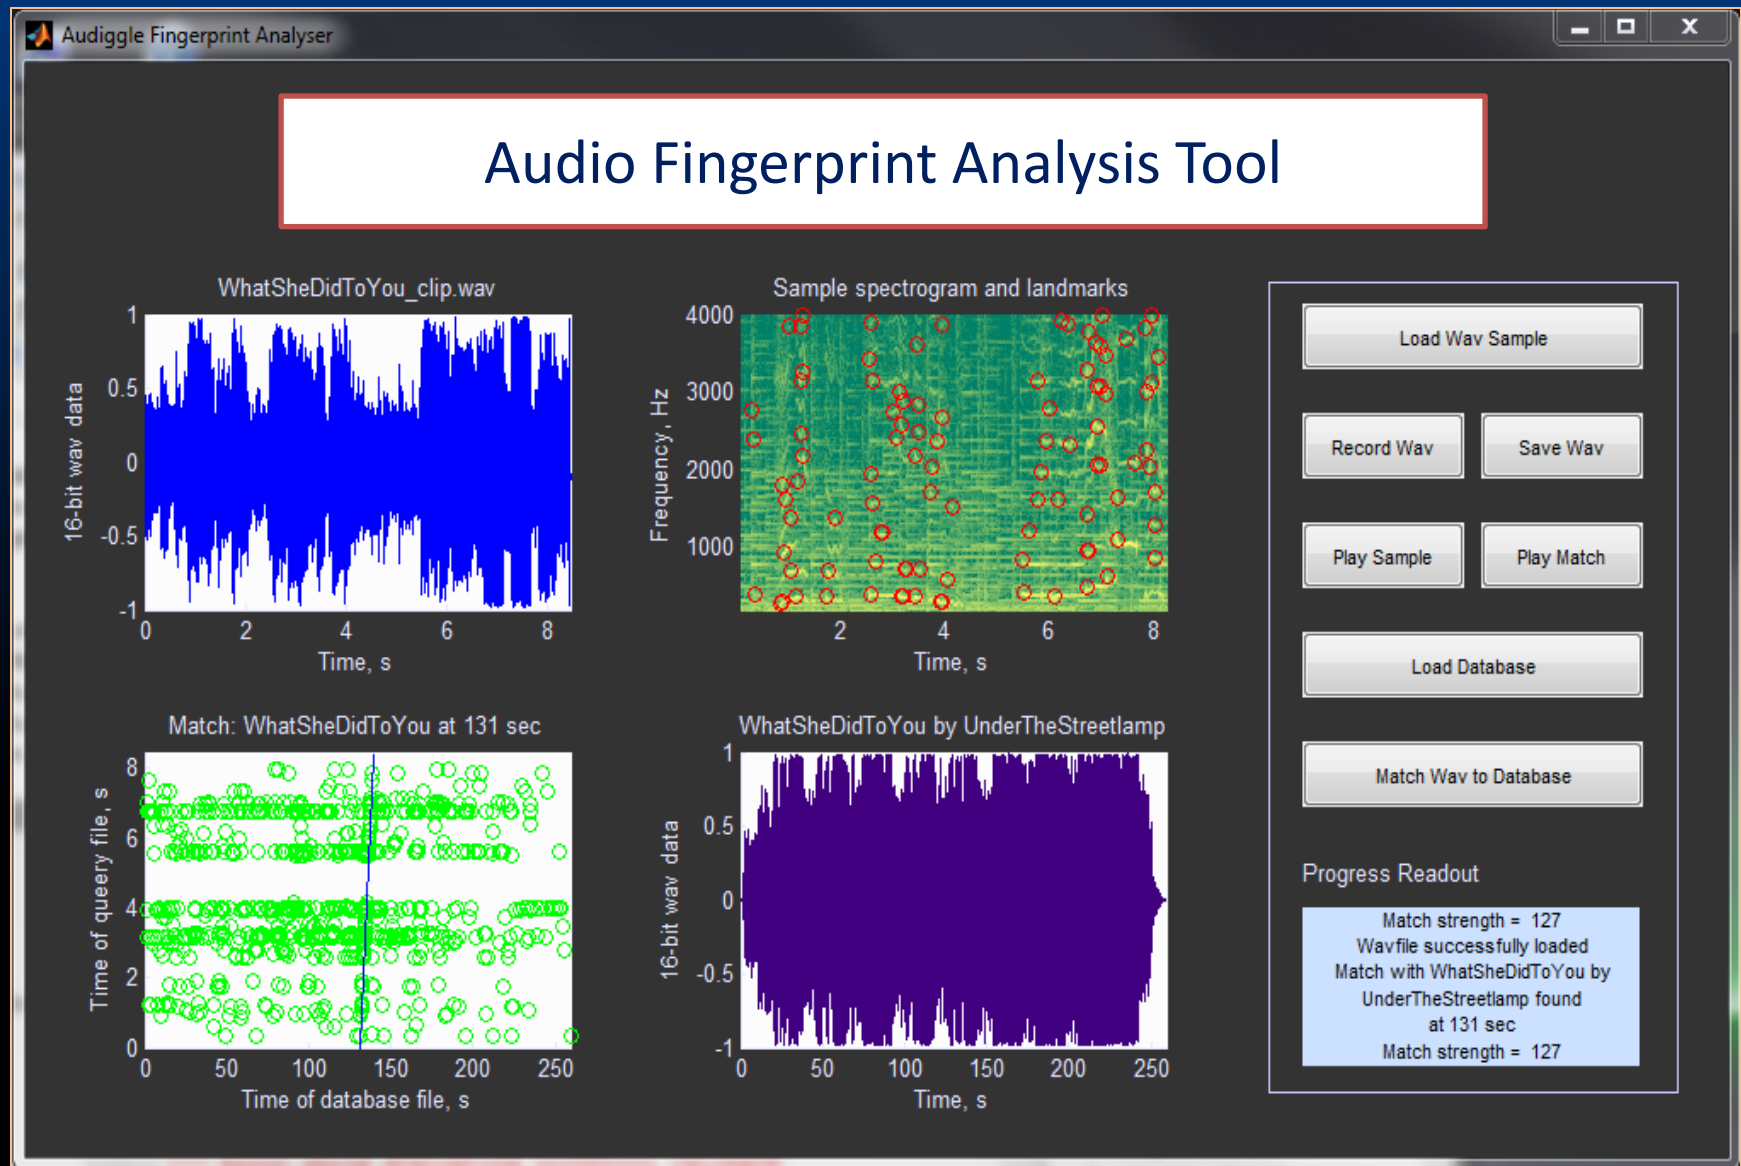 Audiggle Fingerprint Analyser
Audio Fingerprint Analysis Tool
WhatSheDidToYou_clip.wav
1
0.5
0
-0.5
-1
16-bit wav data
0 2 4 6 8
Time, s
Sample spectrogram and landmarks
4000
3000
2000
1000
Frequency, Hz
2 4 6 8
Time, s
Match: WhatSheDidToYou at 131 sec
8
6
4
2
0
Time of queery file, s
0 50 100 150 200 250
Time of database file, s
WhatSheDidToYou by UnderTheStreetlamp
1
0.5
0
-0.5
-1
16-bit wav data
0 50 100 150 200 250
Time, s
Load Wav Sample
Record Wav
Save Wav
Play Sample
Play Match
Load Database
Match Wav to Database
Progress Readout
Match strength = 127
Wavfile successfully loaded
Match with WhatSheDidToYou by
UnderTheStreetlamp found
at 131 sec
Match strength = 127